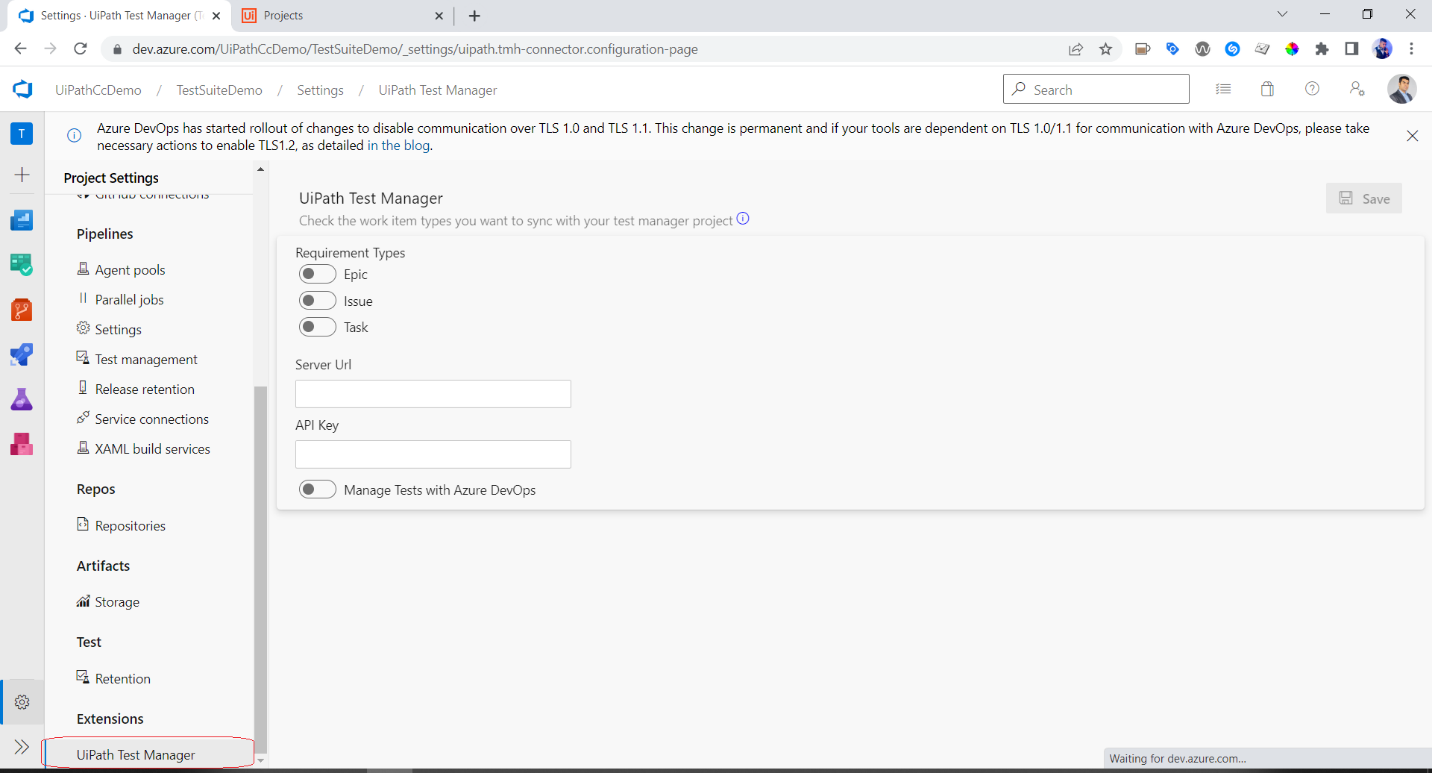 Settings · UiPath Test Manager (T
Projects
dev.azure.com/UiPathCcDemo/TestSuiteDemo/_settings/uipath.tmh-connector.configuration-page
UiPathCcDemo / TestSuiteDemo / Settings / UiPath Test Manager
Search
T
Azure DevOps has started rollout of changes to disable communication over TLS 1.0 and TLS 1.1. This change is permanent and if your tools are dependent on TLS 1.0/1.1 for communication with Azure DevOps, please take
necessary actions to enable TLS1.2, as detailed in the blog.
Project Settings
GitHub connections
Pipelines
Agent pools
Parallel jobs
Settings
Test management
Release retention
Service connections
XAML build services
Repos
Repositories
Artifacts
Storage
Test
Retention
Extensions
UiPath Test Manager
UiPath Test Manager
Save
Check the work item types you want to sync with your test manager project
Requirement Types
Epic
Issue
Task
Server Url
API Key
Manage Tests with Azure DevOps
Waiting for dev.azure.com...